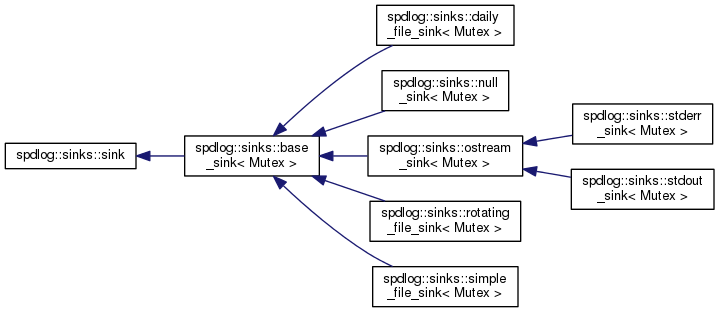 spdlog::sinks::daily
_file_sink< Mutex >
spdlog::sinks::null
_sink< Mutex >
spdlog::sinks::stderr
_sink< Mutex >
spdlog::sinks::sink
spdlog::sinks::base
_sink< Mutex >
spdlog::sinks::ostream
_sink< Mutex >
spdlog::sinks::stdout
_sink< Mutex >
spdlog::sinks::rotating
_file_sink< Mutex >
spdlog::sinks::simple
_file_sink< Mutex >